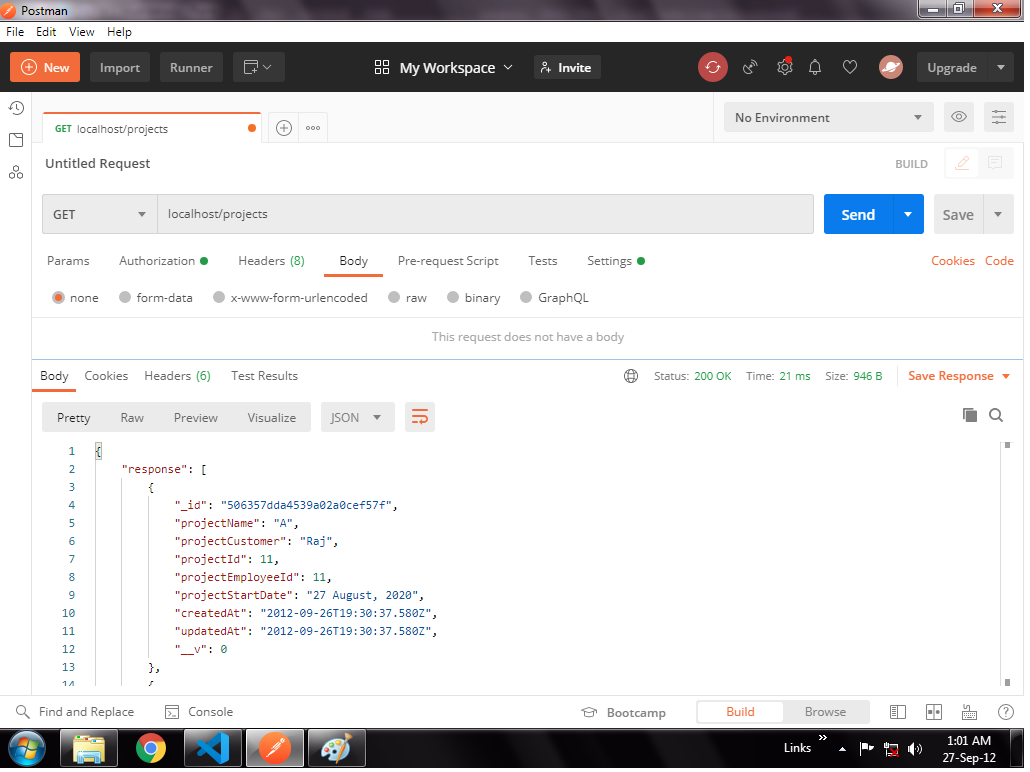 Postman
File Edit View Help
New Import Runner My Workspace Invite Upgrade
GET localhost/projects No Environment
Untitled Request BUILD
GET localhost/projects Send Save
Params Authorization Headers (8) Body Pre-request Script Tests Settings Cookies Code
none form-data x-www-form-urlencoded raw binary GraphQL
This request does not have a body
Body Cookies Headers (6) Test Results Status: 200 OK Time: 21 ms Size: 946 B Save Response
Pretty Raw Preview Visualize JSON
1 {
2 "response": [
3 {
4 "_id": "506357dda4539a02a0cef57f",
5 "projectName": "A",
6 "projectCustomer": "Raj",
7 "projectId": 11,
8 "projectEmployeeId": 11,
9 "projectStartDate": "27 August, 2020",
10 "createdAt": "2012-09-26T19:30:37.580Z",
11 "updatedAt": "2012-09-26T19:30:37.580Z",
12 "__v": 0
13 },
14 {
Find and Replace Console Bootcamp Build Browse
Links » 1:01 AM
27-Sep-12